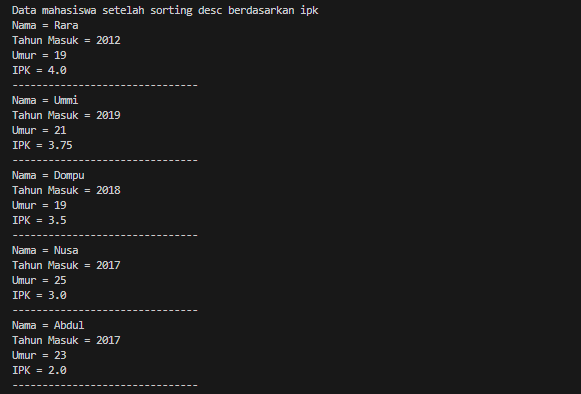 Data mahasiswa setelah sorting desc berdasarkan ipk
Nama = Rara
Tahun Masuk = 2012
Umur = 19
IPK = 4.0
-------------------------------
Nama = Ummi
Tahun Masuk = 2019
Umur = 21
IPK = 3.75
-------------------------------
Nama = Dompu
Tahun Masuk = 2018
Umur = 19
IPK = 3.5
-------------------------------
Nama = Nusa
Tahun Masuk = 2017
Umur = 25
IPK = 3.0
-------------------------------
Nama = Abdul
Tahun Masuk = 2017
Umur = 23
IPK = 2.0
-------------------------------